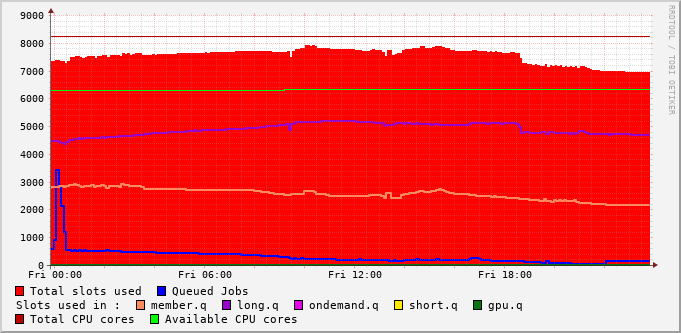 RRDTOOL / TOBI OETIKER
9000
8000
7000
6000
5000
4000
3000
2000
1000
0
Fri 00:00 Fri 06:00 Fri 12:00 Fri 18:00
Total slots used Queued Jobs
Slots used in : member.q long.q ondemand.q short.q gpu.q
Total CPU cores Available CPU cores